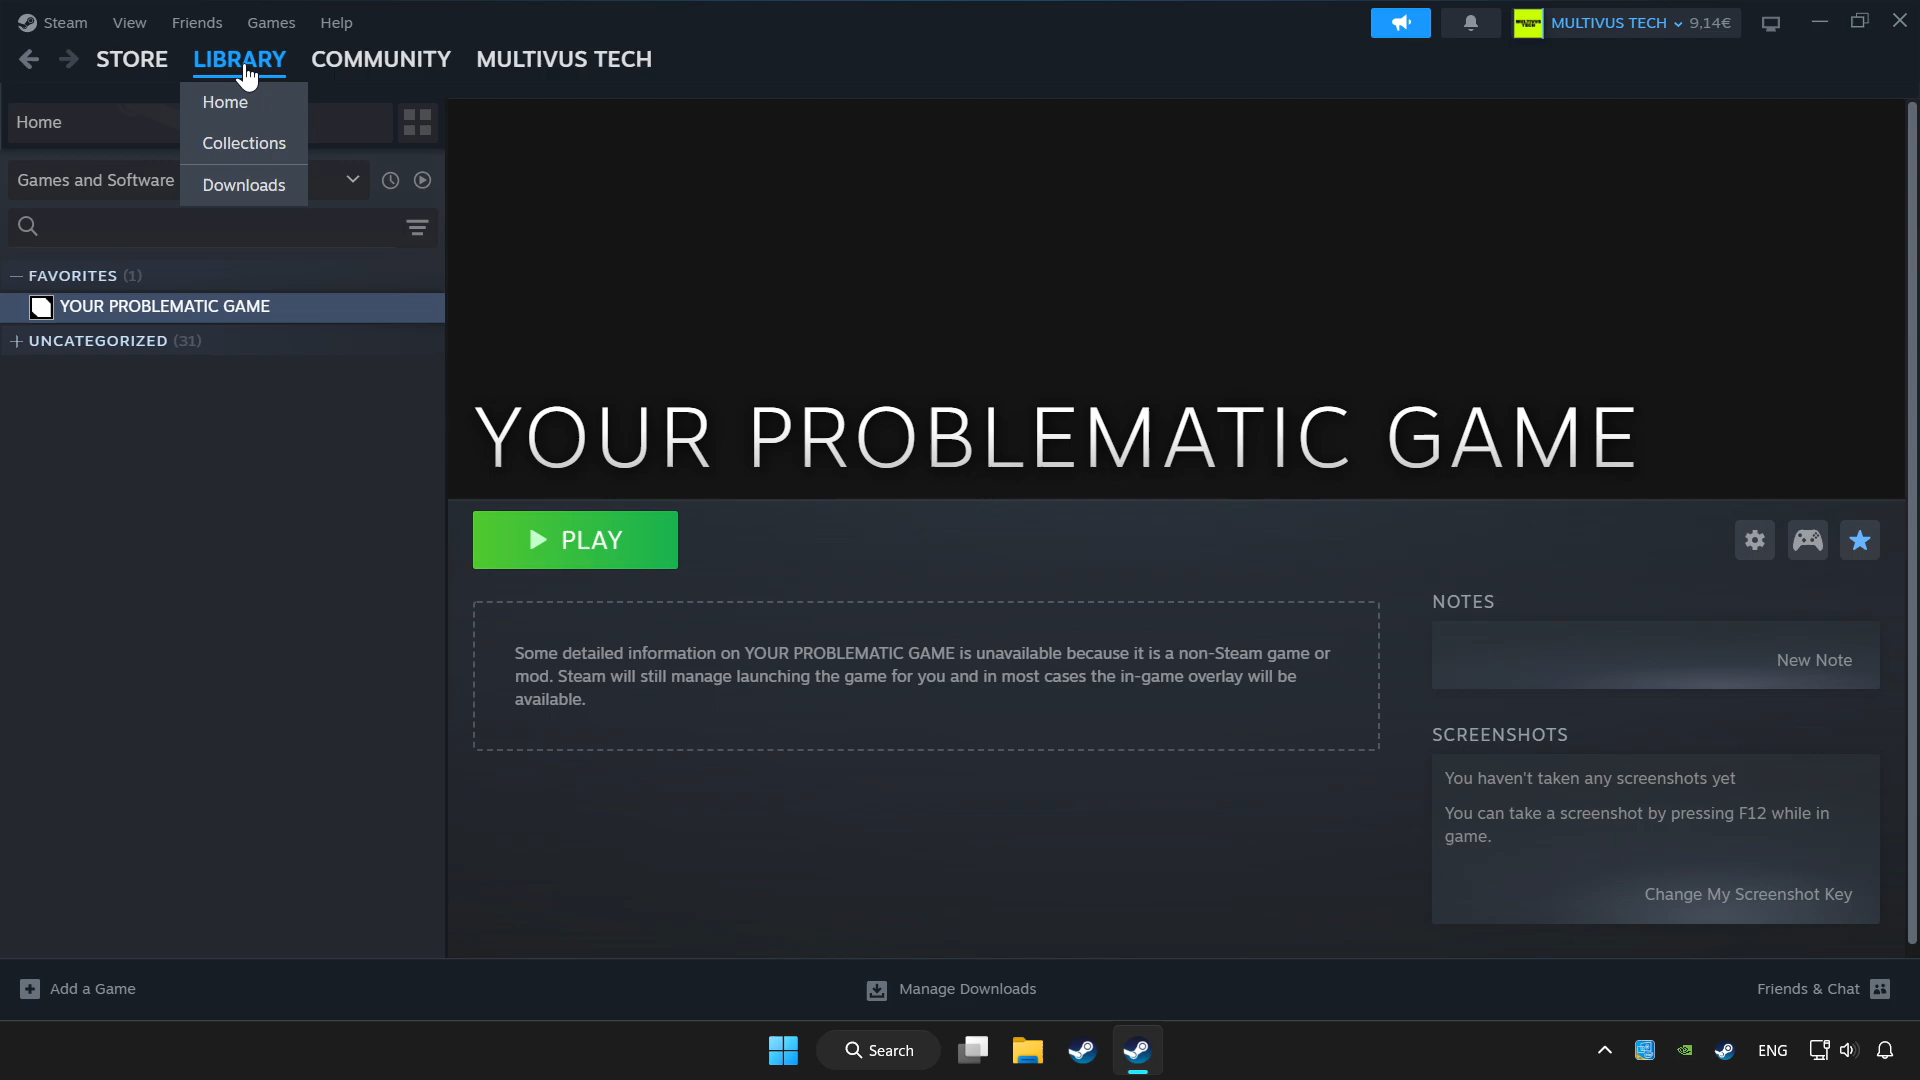 Steam View Friends Games Help
MULTIVUS TECH 9,14€
STORE LIBRARY COMMUNITY MULTIVUS TECH
Home
Collections
Downloads
Home
Games and Software
FAVORITES (1)
YOUR PROBLEMATIC GAME
UNCATEGORIZED (31)
YOUR PROBLEMATIC GAME
PLAY
Some detailed information on YOUR PROBLEMATIC GAME is unavailable because it is a non-Steam game or
mod. Steam will still manage launching the game for you and in most cases the in-game overlay will be
available.
NOTES
New Note
SCREENSHOTS
You haven't taken any screenshots yet
You can take a screenshot by pressing F12 while in
game.
Change My Screenshot Key
Add a Game
Manage Downloads
Friends & Chat
Search
ENG